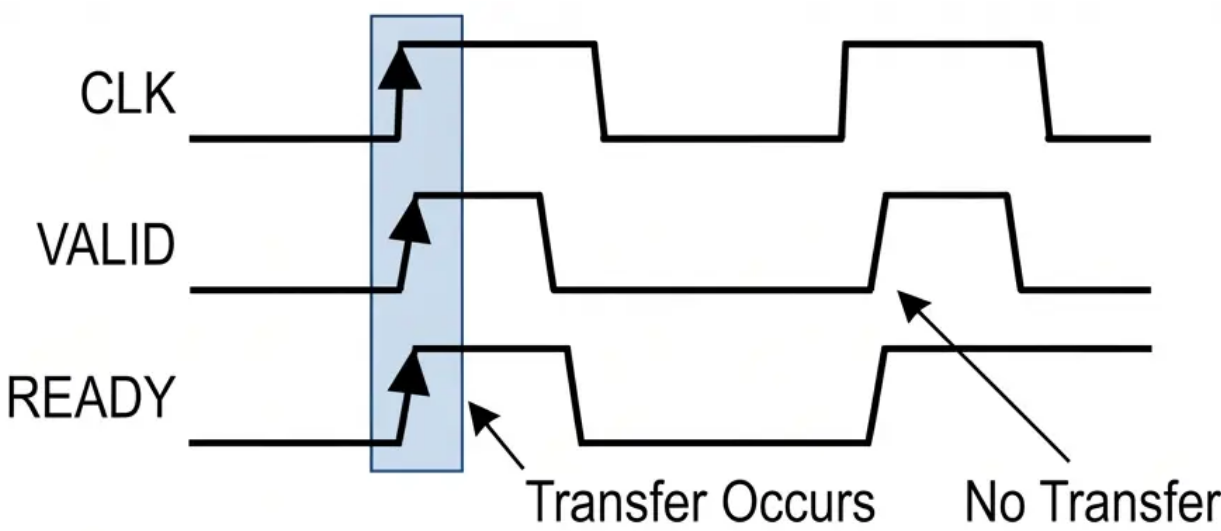 CLK
VALID
READY
Transfer Occurs
No Transfer